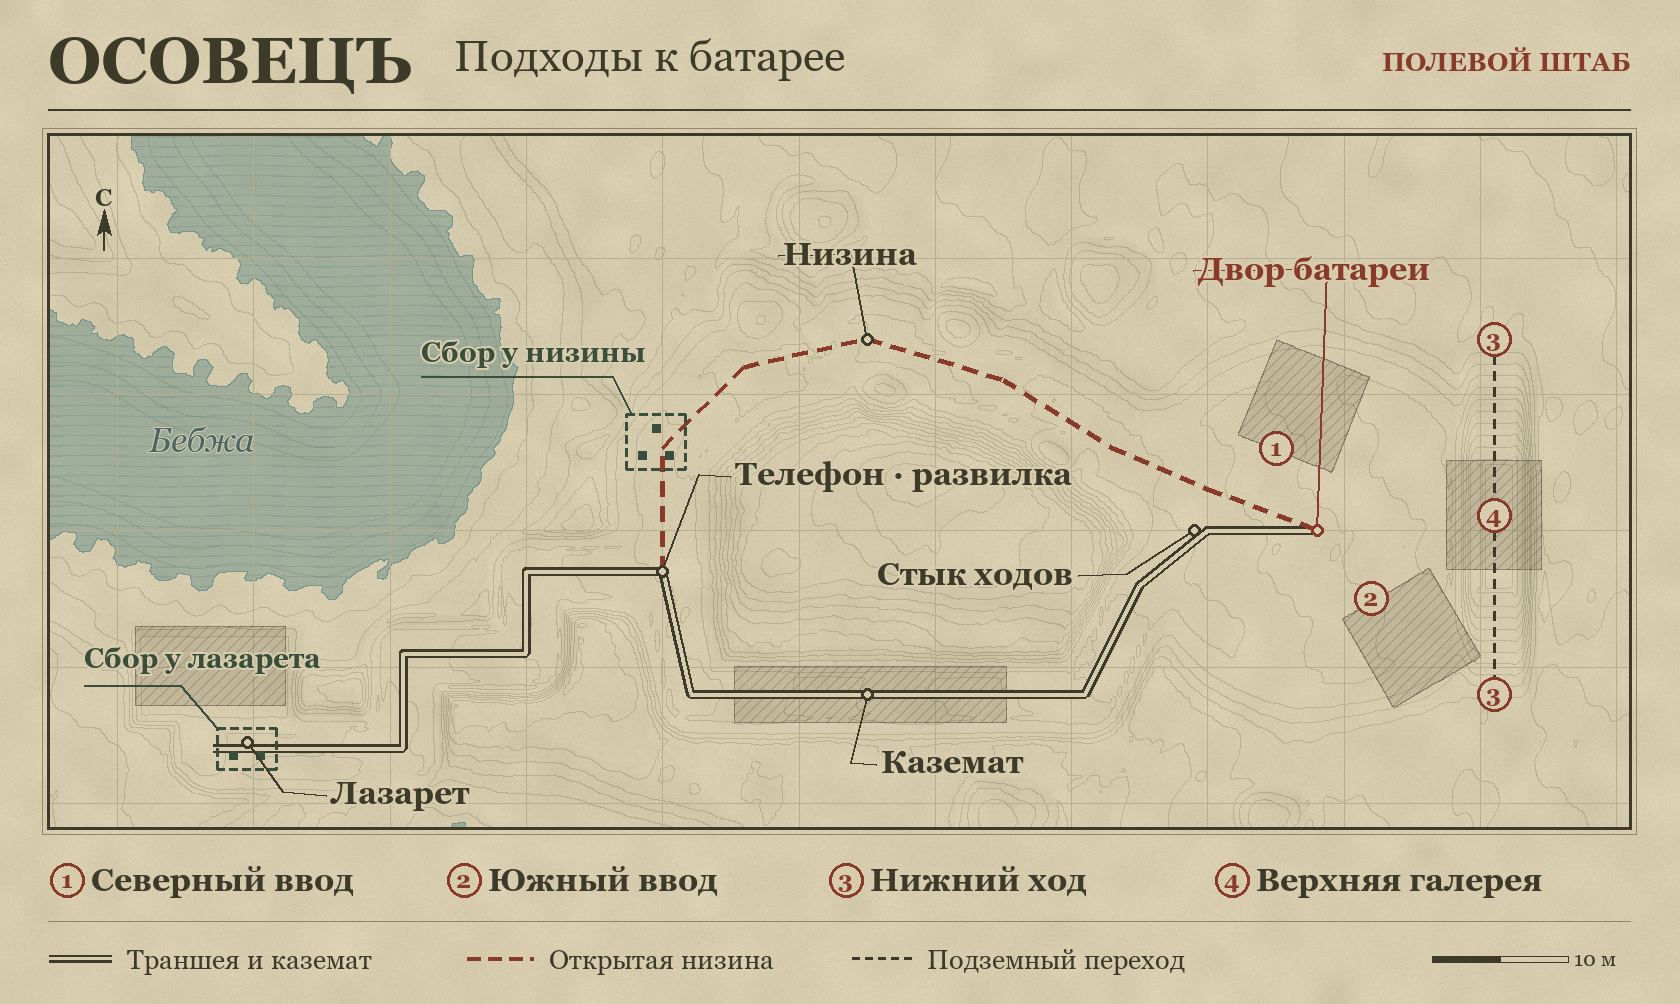 ОСОВЕЦЪ
Подходы к батарее
ПОЛЕВОЙ ШТАБ
С
Низина
Двор батареи
3
Сбор у низины
Бебжа
1
Телефон · развилка
4
Стык ходов
2
Сбор у лазарета
3
Каземат
Лазарет
1 Северный ввод
2 Южный ввод
3 Нижний ход
4 Верхняя галерея
Траншея и каземат
Открытая низина
Подземный переход
10 м